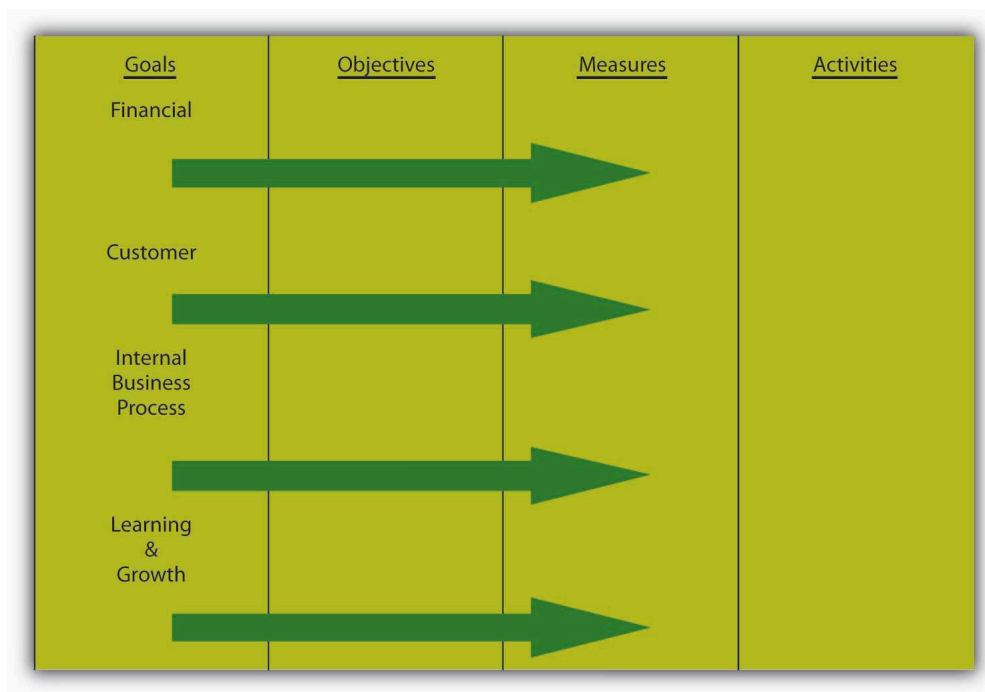 Goals
Objectives
Measures
Activities
Financial
Customer
Internal
Business
Process
Learning
&
Growth